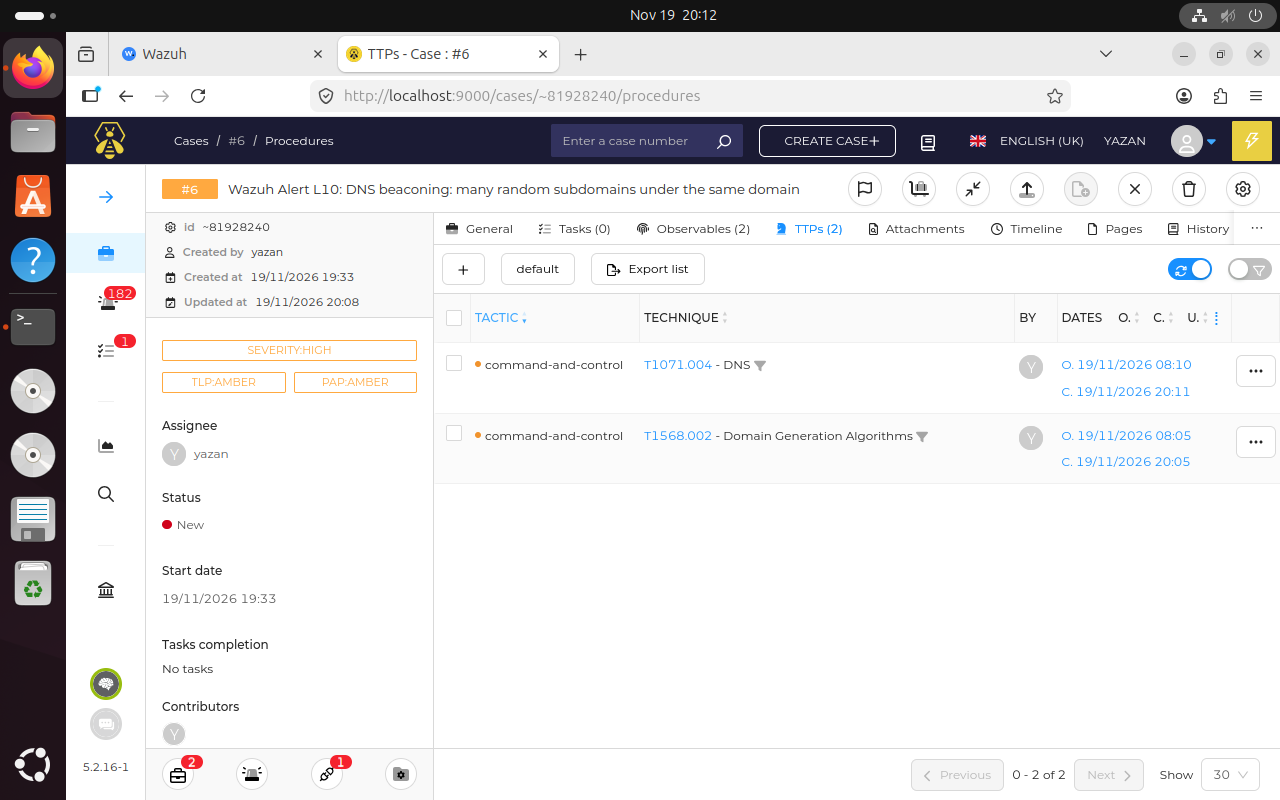 Nov 19 20:12
Wazuh
TTPs - Case : #6
http://localhost:9000/cases/~81928240/procedures
Cases / #6 / Procedures
Enter a case number
CREATE CASE+
ENGLISH (UK)
YAZAN
#6
Wazuh Alert L10: DNS beaconing: many random subdomains under the same domain
id ~81928240
Created by yazan
Created at 19/11/2026 19:33
Updated at 19/11/2026 20:08
General
Tasks (0)
Observables (2)
TTPs (2)
Attachments
Timeline
Pages
History
+
default
Export list
182
1
SEVERITY:HIGH
TLP:AMBER
PAP:AMBER
Assignee
Y yazan
Status
New
Start date
19/11/2026 19:33
Tasks completion
No tasks
Contributors
Y
TACTIC
TECHNIQUE
BY
DATES O. C. U.
command-and-control
T1071.004 - DNS
Y
O. 19/11/2026 08:10
C. 19/11/2026 20:11
command-and-control
T1568.002 - Domain Generation Algorithms
Y
O. 19/11/2026 08:05
C. 19/11/2026 20:05
5.2.16-1
2
1
Previous
0 - 2 of 2
Next
Show
30